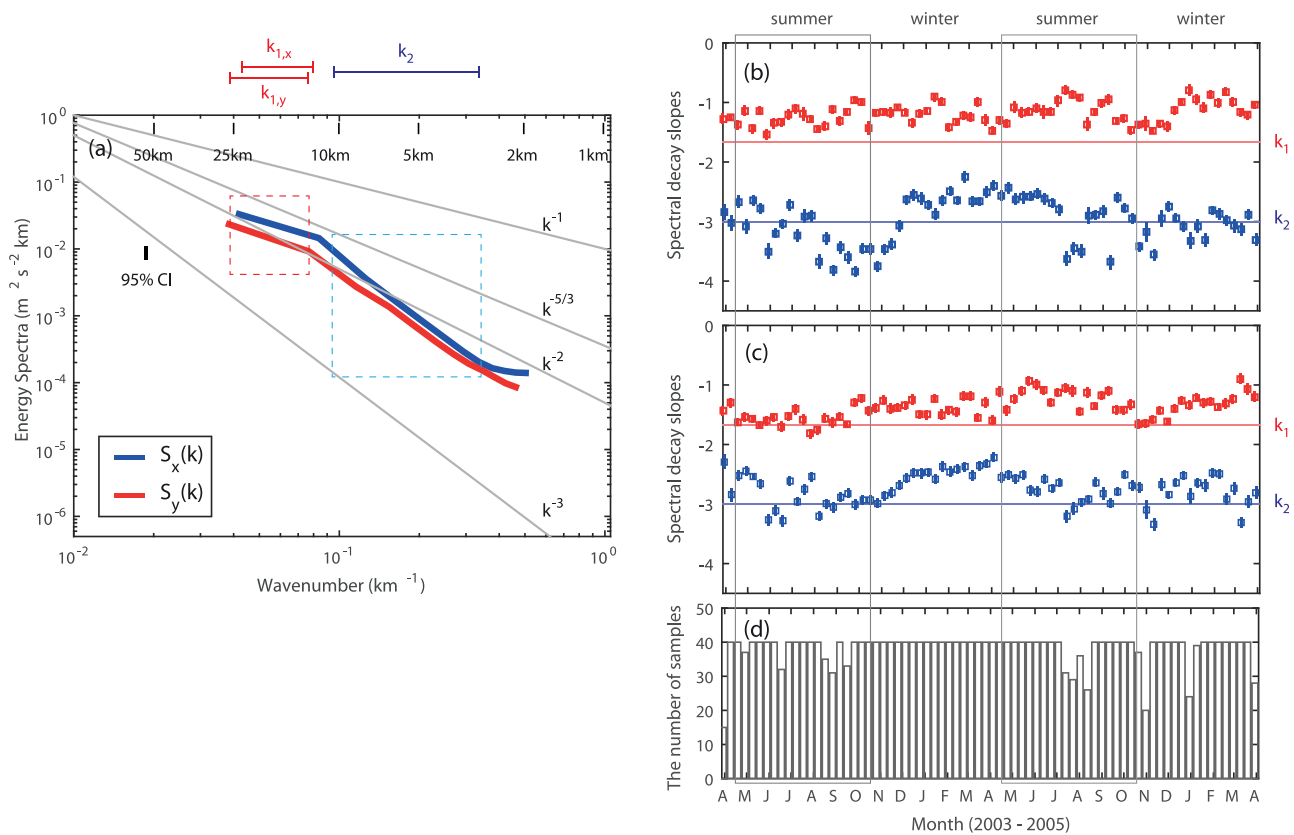 k1,x
k1,y
k2
(a)
50km 25km 10km 5km 2km 1km
10^0
10^-1
10^-2
10^-3
10^-4
10^-5
10^-6
Energy Spectra (m^2 s^-2 km)
k^-1
k^-5/3
k^-2
k^-3
95% CI
S_x(k)
S_y(k)
10^-2 10^-1 10^0
Wavenumber (km^-1)
summer winter summer winter
(b)
0
-1
-2
-3
-4
Spectral decay slopes
k1
k2
(c)
0
-1
-2
-3
-4
Spectral decay slopes
k1
k2
(d)
50
40
30
20
10
0
The number of samples
A M J J A S O N D J F M A M J J A S O N D J F M A
Month (2003 - 2005)